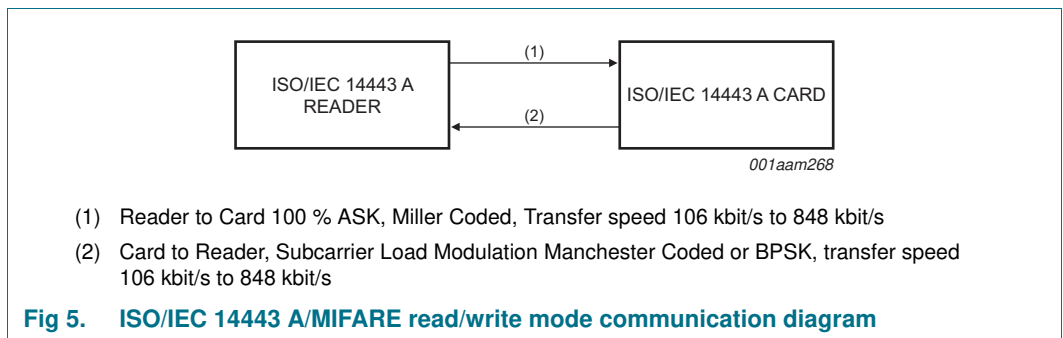 (1)
ISO/IEC 14443 A
READER
ISO/IEC 14443 A CARD
(2)
001aam268
(1) Reader to Card 100 % ASK, Miller Coded, Transfer speed 106 kbit/s to 848 kbit/s
(2) Card to Reader, Subcarrier Load Modulation Manchester Coded or BPSK, transfer speed
106 kbit/s to 848 kbit/s
Fig 5. ISO/IEC 14443 A/MIFARE read/write mode communication diagram